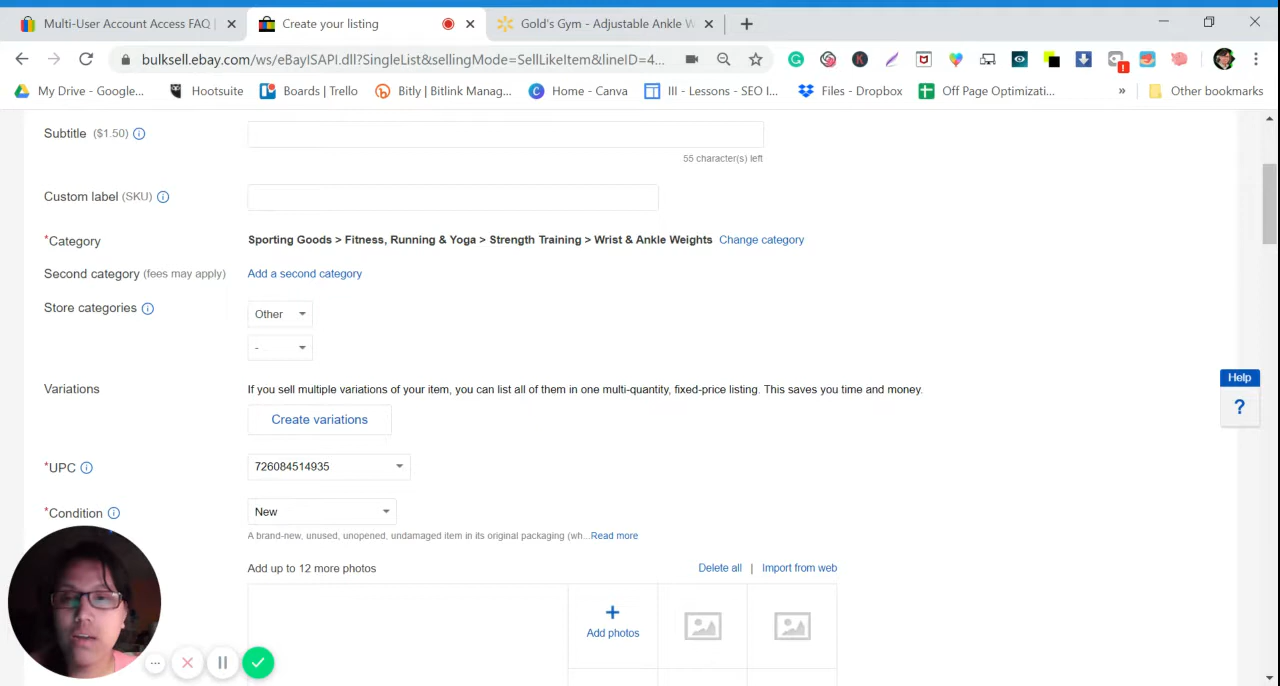 Multi-User Account Access FAQ
Create your listing
Gold's Gym - Adjustable Ankle W
bulksell.ebay.com/ws/eBayISAPI.dll?SingleList&sellingMode=SellLikeItem&lineID=4...
My Drive - Google...
Hootsuite
Boards | Trello
Bitly | Bitlink Manag...
Home - Canva
III - Lessons - SEO I...
Files - Dropbox
Off Page Optimizati...
»
Other bookmarks
Subtitle ($1.50)
55 character(s) left
Custom label (SKU)
*Category
Sporting Goods > Fitness, Running & Yoga > Strength Training > Wrist & Ankle Weights Change category
Second category (fees may apply)
Add a second category
Store categories
Other
-
Variations
If you sell multiple variations of your item, you can list all of them in one multi-quantity, fixed-price listing. This saves you time and money.
Create variations
Help
?
*UPC
726084514935
*Condition
New
A brand-new, unused, unopened, undamaged item in its original packaging (wh...Read more
Add up to 12 more photos
Delete all | Import from web
+
Add photos